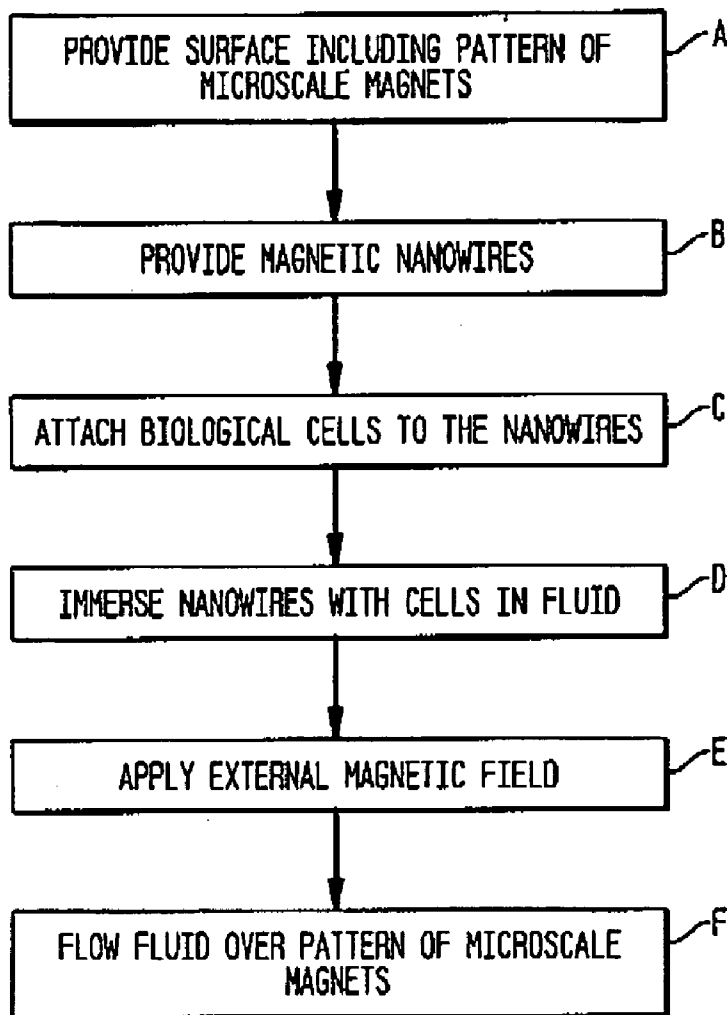 PROVIDE SURFACE INCLUDING PATTERN OF
MICROSCALE MAGNETS
A
PROVIDE MAGNETIC NANOWIRES
B
ATTACH BIOLOGICAL CELLS TO THE NANOWIRES
C
IMMERSE NANOWIRES WITH CELLS IN FLUID
D
APPLY EXTERNAL MAGNETIC FIELD
E
FLOW FLUID OVER PATTERN OF MICROSCALE
MAGNETS
F